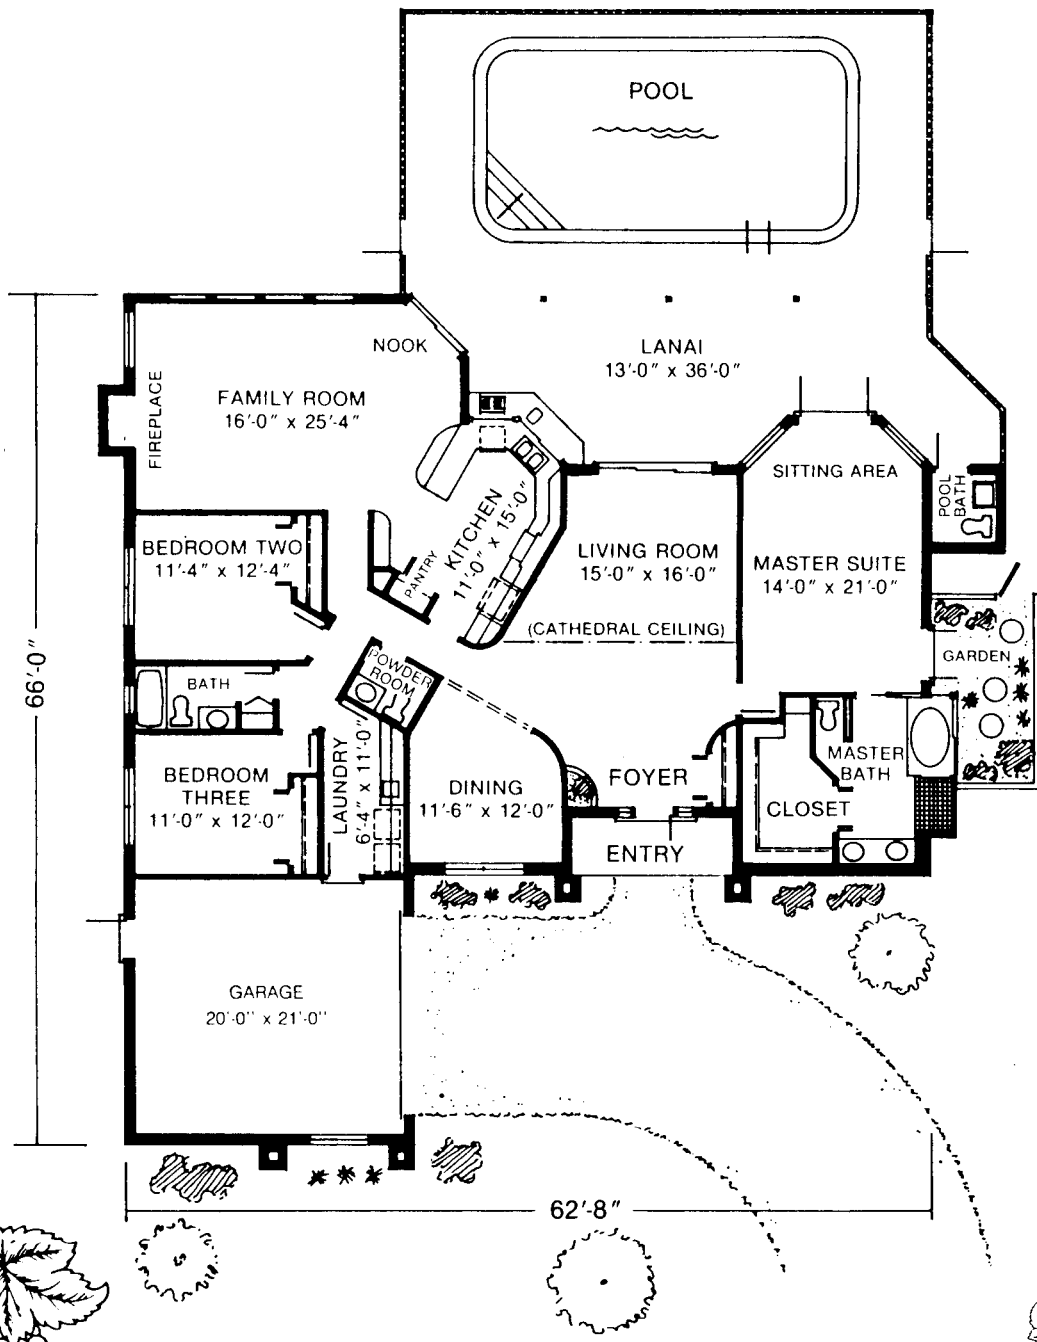 POOL
NOOK
LANAI
13'-0" x 36'-0"
FAMILY ROOM
16'-0" x 25'-4"
FIREPLACE
SITTING AREA
POOL
BATH
KITCHEN
11'-0" x 15'-0"
PANTRY
BEDROOM TWO
11'-4" x 12'-4"
LIVING ROOM
15'-0" x 16'-0"
MASTER SUITE
14'-0" x 21'-0"
(CATHEDRAL CEILING)
GARDEN
66'-0"
BATH
POWDER
ROOM
MASTER
BATH
BEDROOM
THREE
11'-0" x 12'-0"
LAUNDRY
6'-4" x 11'-0"
DINING
11'-6" x 12'-0"
FOYER
CLOSET
ENTRY
GARAGE
20'-0" x 21'-0"
62'-8"